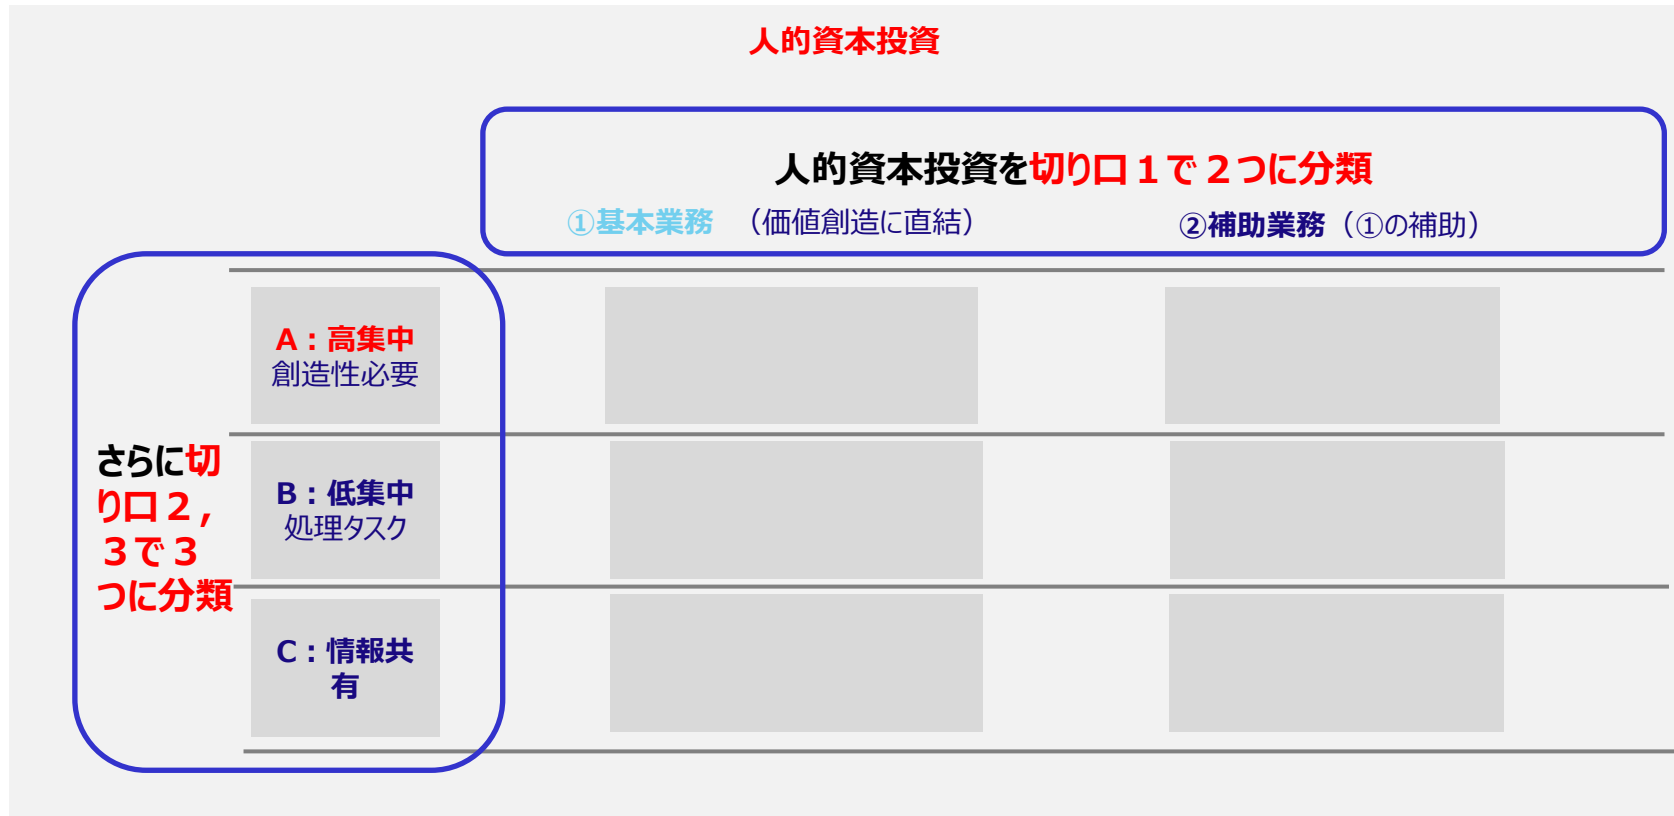 人的資本投資
人的資本投資を切り口１で２つに分類
①基本業務　（価値創造に直結）
②補助業務（①の補助）
A：高集中
創造性必要
さらに切
り口２，
３で３
つに分類
B：低集中
処理タスク
C：情報共
有